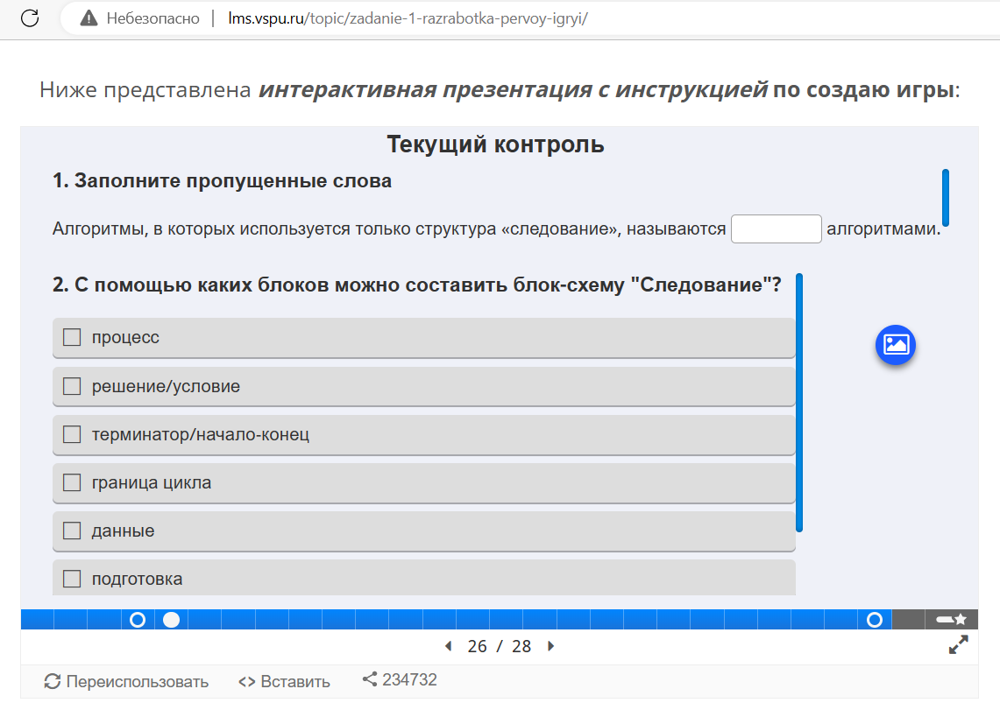 Небезопасно | lms.vspu.ru/topic/zadanie-1-razrabotka-pervoy-igryi/
Ниже представлена интерактивная презентация с инструкцией по создаю игры:
Текущий контроль
1. Заполните пропущенные слова
Алгоритмы, в которых используется только структура «следование», называются алгоритмами.
2. С помощью каких блоков можно составить блок-схему "Следование"?
процесс
решение/условие
терминатор/начало-конец
граница цикла
данные
подготовка
26 / 28
Переиспользовать <> Вставить 234732